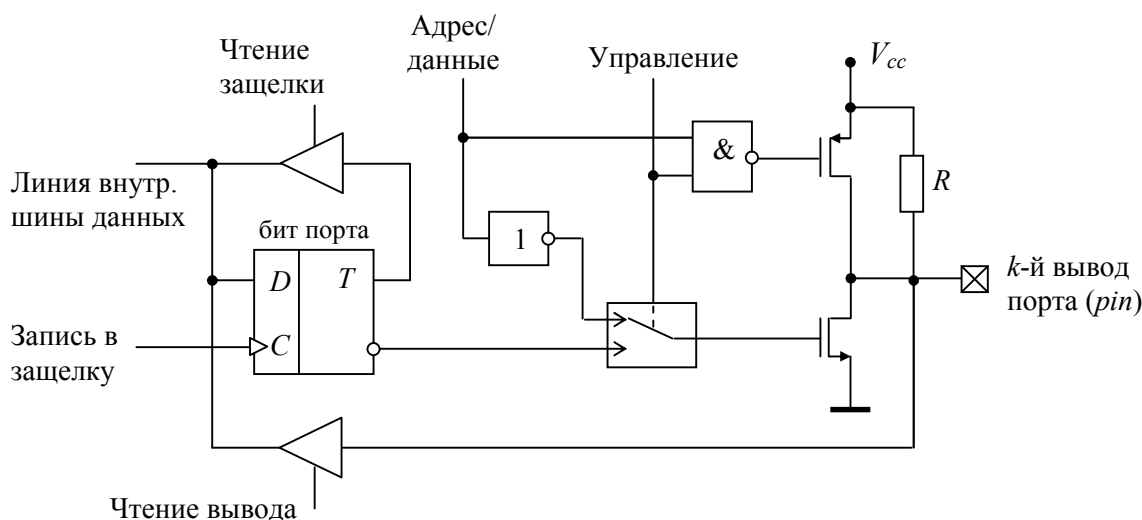 Адрес/
данные
Чтение
защелки
Управление
Vcc
&
R
Линия внутр.
шины данных
бит порта
1
D
T
k-й вывод
порта (pin)
Запись в
защелку
C
Чтение вывода